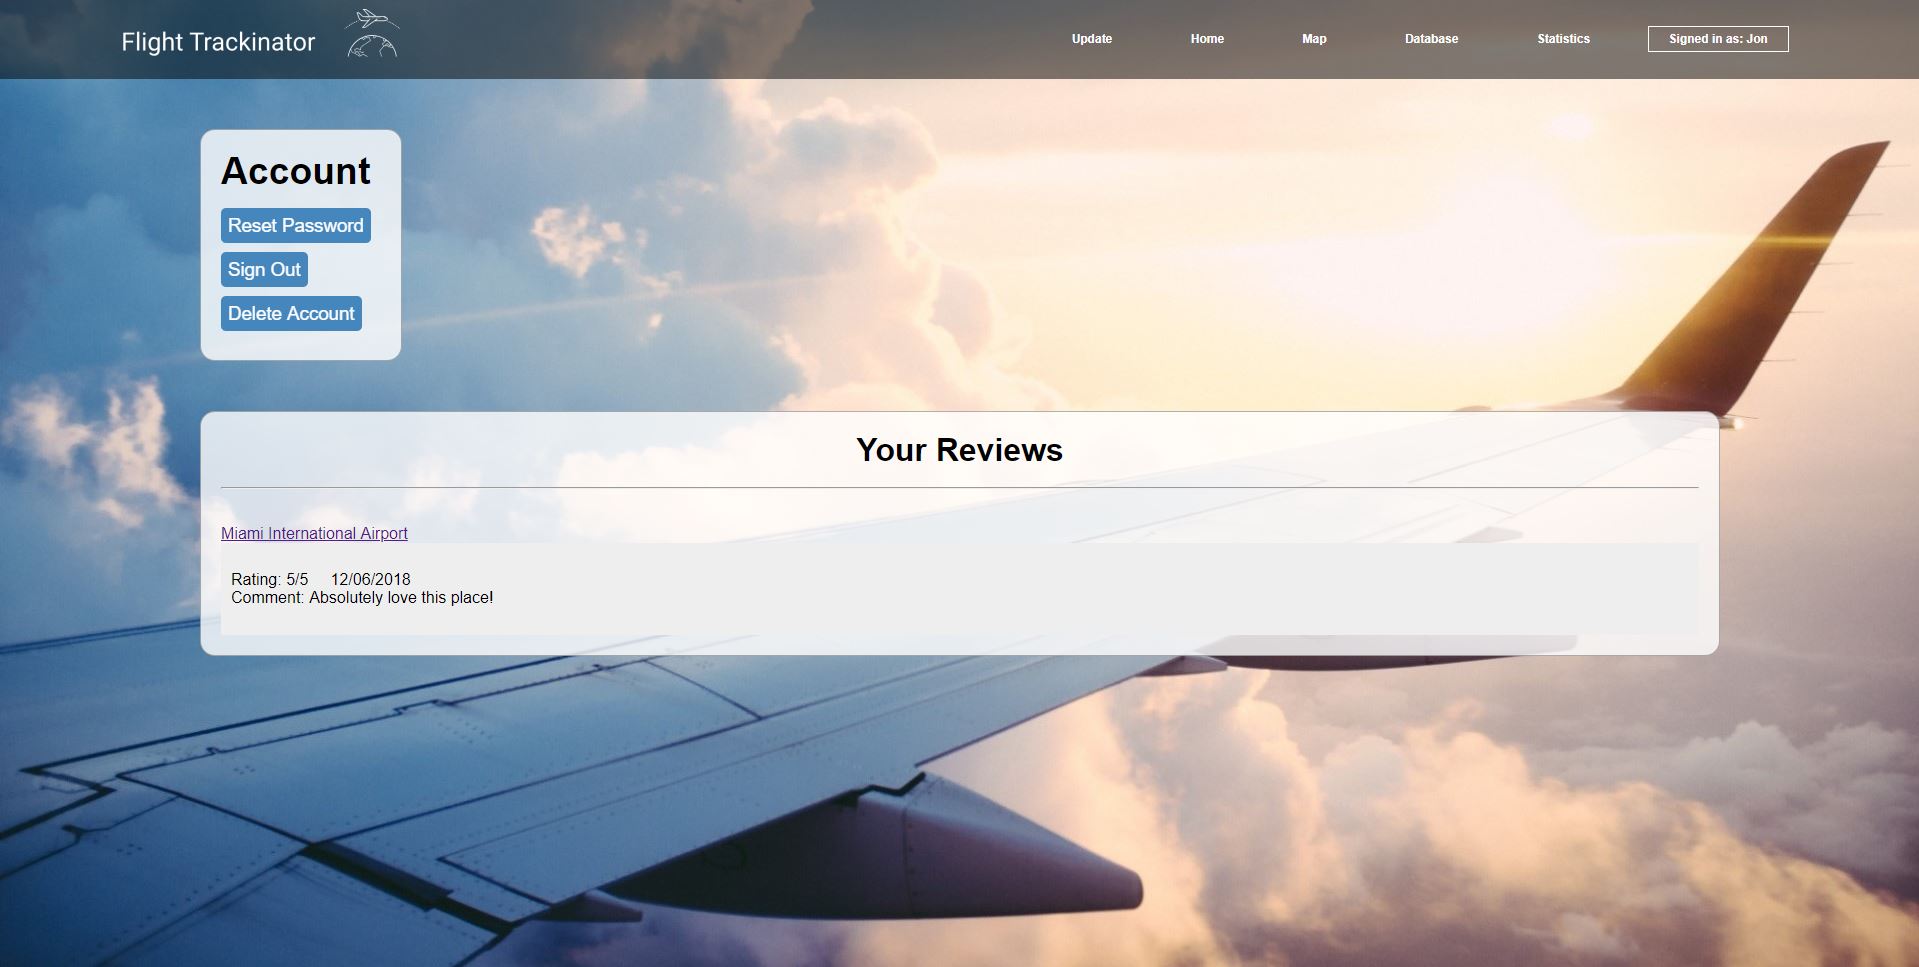 Flight Trackinator
Update Home Map Database Statistics Signed in as: Jon
Account
Reset Password
Sign Out
Delete Account
Your Reviews
Miami International Airport
Rating: 5/5 12/06/2018
Comment: Absolutely love this place!